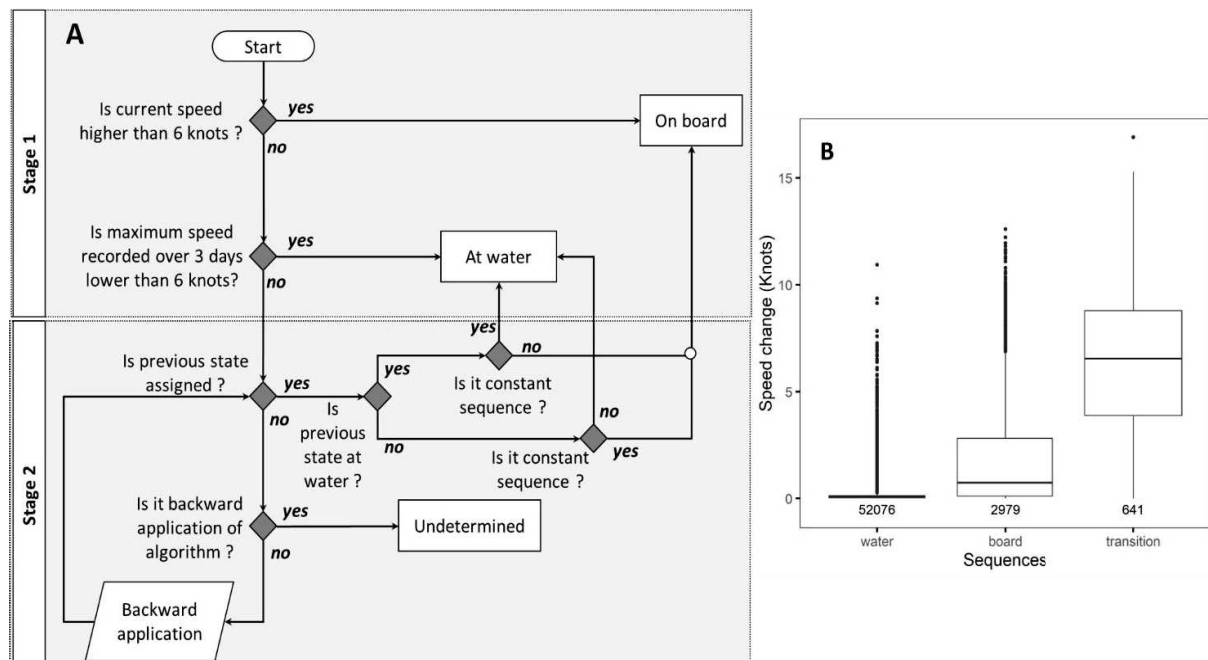 A
Stage 1
Start
Is current speed
higher than 6 knots ?
yes
no
On board
Is maximum speed
recorded over 3 days
lower than 6 knots?
yes
no
At water
Stage 2
Is previous state
assigned ?
yes
no
Is
previous
state at
water ?
yes
no
yes
no
Is it constant
sequence ?
no
yes
Is it constant
sequence ?
Is it backward
application of
algorithm ?
yes
no
Undetermined
Backward
application
B
Speed change (Knots)
15
10
5
0
52076
2979
641
water
board
transition
Sequences